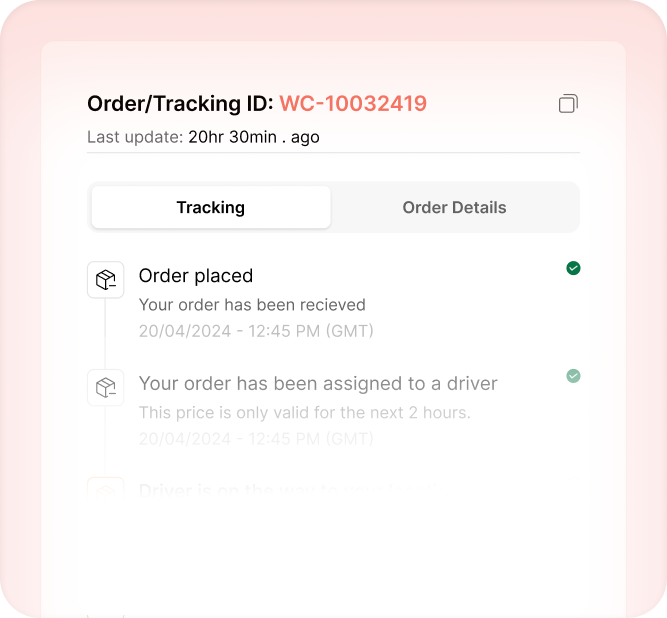 Order/Tracking ID: WC-10032419
Last update: 20hr 30min . ago
Tracking
Order Details
Order placed
Your order has been recieved
20/04/2024 - 12:45 PM (GMT)
Your order has been assigned to a driver
This price is only valid for the next 2 hours.
20/04/2024 - 12:45 PM (GMT)
Driver is on the way to